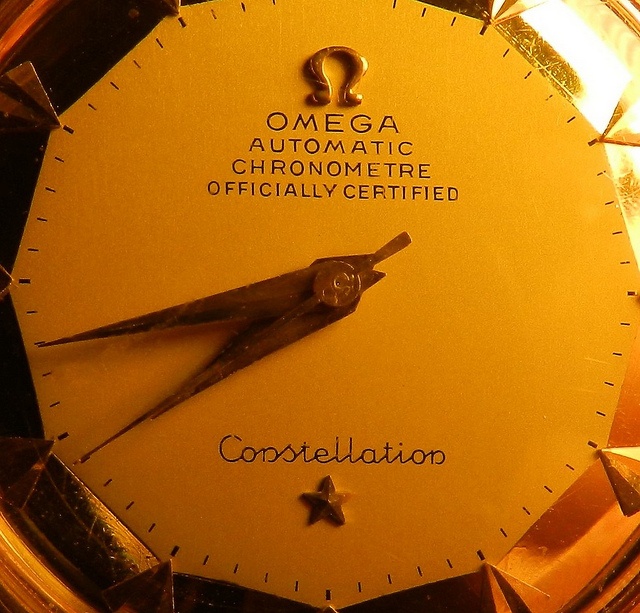 OMEGA
AUTOMATIC
CHRONOMETRE
OFFICIALLY CERTIFIED
Constellation